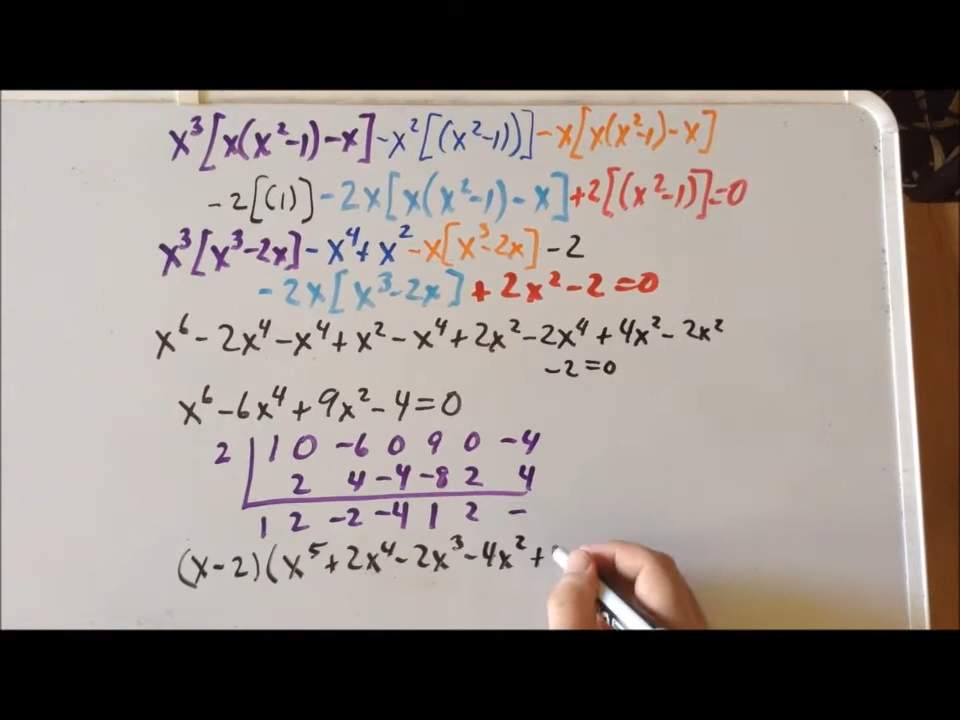 x³[x(x²-1)-x]-x²[(x²-1))]-x[x(x²-1)-x]
-2[(1)]-2x[x(x²-1)-x]+2[(x²-1)]=0
x³[x³-2x]-x⁴+x²-x[x³-2x]-2
-2x[x³-2x]+2x²-2=0
x⁶-2x⁴-x⁴+x²-x⁴+2x²-2x⁴+4x²-2x²
-2=0
x⁶-6x⁴+9x²-4=0
2 | 1 0 -6 0 9 0 -4
2 4 -4 -8 2 4
1 2 -2 -4 1 2 -
(x-2)(x⁵+2x⁴-2x³-4x²+